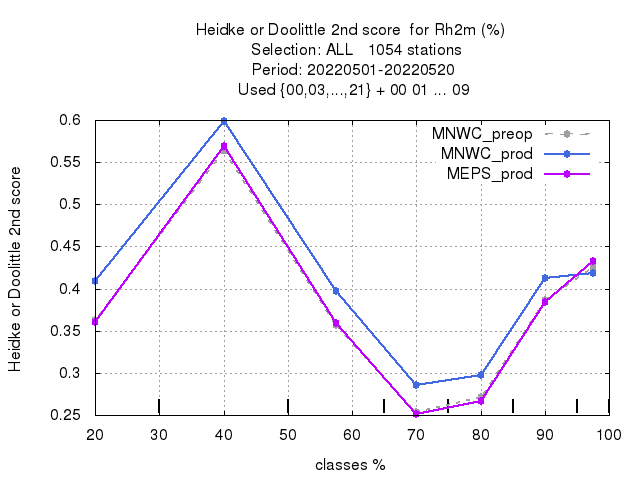 Heidke or Doolittle 2nd score  for Rh2m (%)
Selection: ALL   1054 stations
Period: 20220501-20220520
Used {00,03,...,21} + 00 01 ... 09
MNWC_preop
MNWC_prod
MEPS_prod
Heidke or Doolittle 2nd score
0.6
0.55
0.5
0.45
0.4
0.35
0.3
0.25
20 30 40 50 60 70 80 90 100
classes %